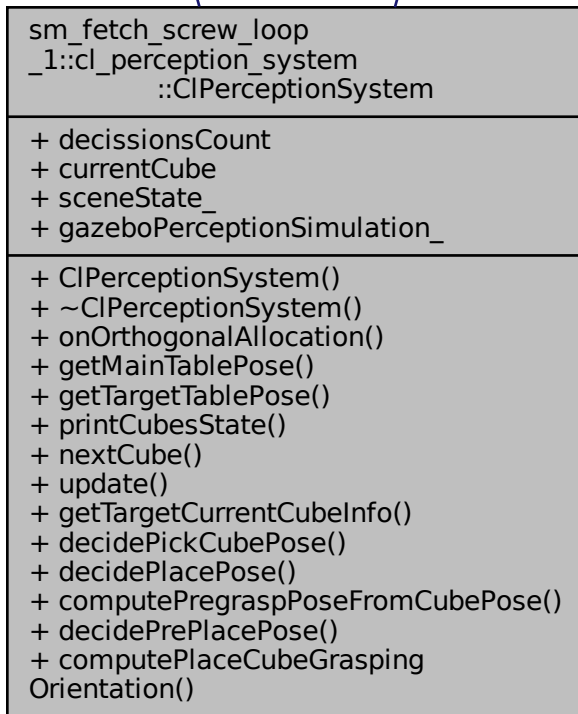 sm_fetch_screw_loop
_1::cl_perception_system
::ClPerceptionSystem
+ decissionsCount
+ currentCube
+ sceneState_
+ gazeboPerceptionSimulation_
+ ClPerceptionSystem()
+ ~ClPerceptionSystem()
+ onOrthogonalAllocation()
+ getMainTablePose()
+ getTargetTablePose()
+ printCubesState()
+ nextCube()
+ update()
+ getTargetCurrentCubeInfo()
+ decidePickCubePose()
+ decidePlacePose()
+ computePregraspPoseFromCubePose()
+ decidePrePlacePose()
+ computePlaceCubeGrasping
Orientation()